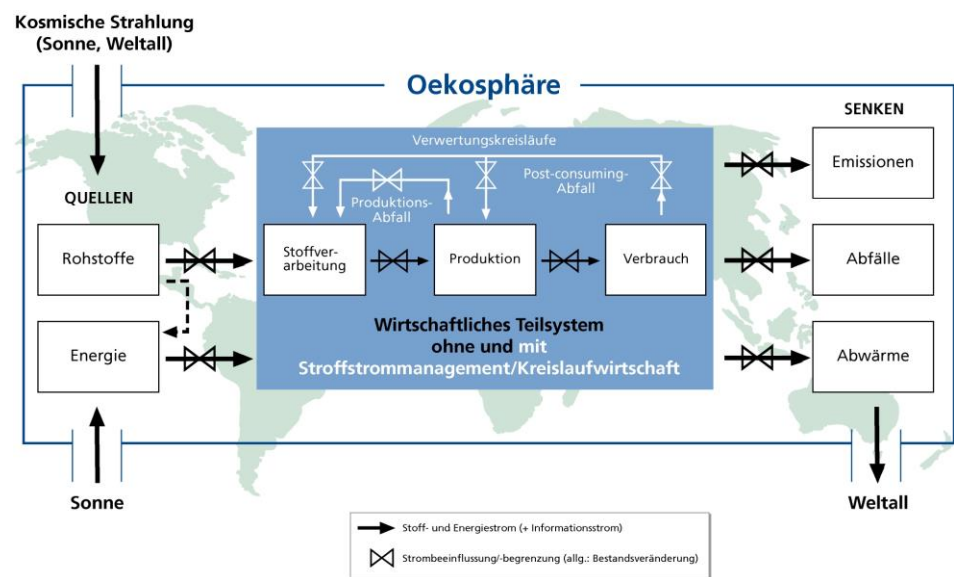 Kosmische Strahlung
(Sonne, Weltall)
Oekosphäre
SENKEN
Verwertungskreisläufe
Emissionen
Post-consuming-
Abfall
QUELLEN
Produktions-
Abfall
Rohstoffe
Stoffver-
arbeitung
Produktion
Verbrauch
Abfälle
Energie
Wirtschaftliches Teilsystem
ohne und mit
Stroffstrommanagement/Kreislaufwirtschaft
Abwärme
Sonne
Weltall
Stoff- und Energiestrom (+ Informationsstrom)
Strombeeinflussung/-begrenzung (allg.: Bestandsveränderung)